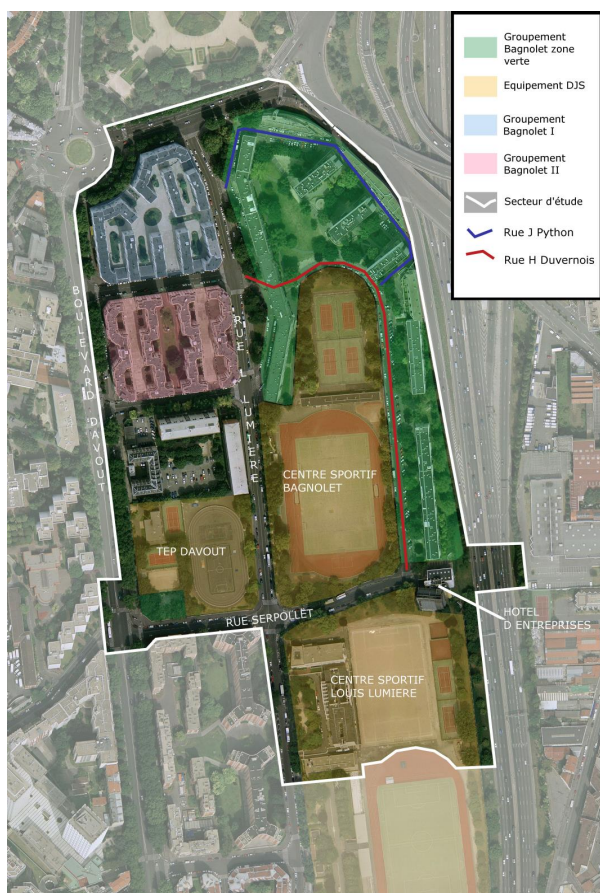 Groupement
Bagnolet zone
verte
Equipement DJS
Groupement
Bagnolet I
Groupement
Bagnolet II
Secteur d'étude
Rue J Python
Rue H Duvernois
BOULEVARD DAVOUT
RUE L LUMIERE
CENTRE SPORTIF
BAGNOLET
TEP DAVOUT
RUE SERPOLLET
HOTEL
D ENTREPRISES
CENTRE SPORTIF
LOUIS LUMIERE